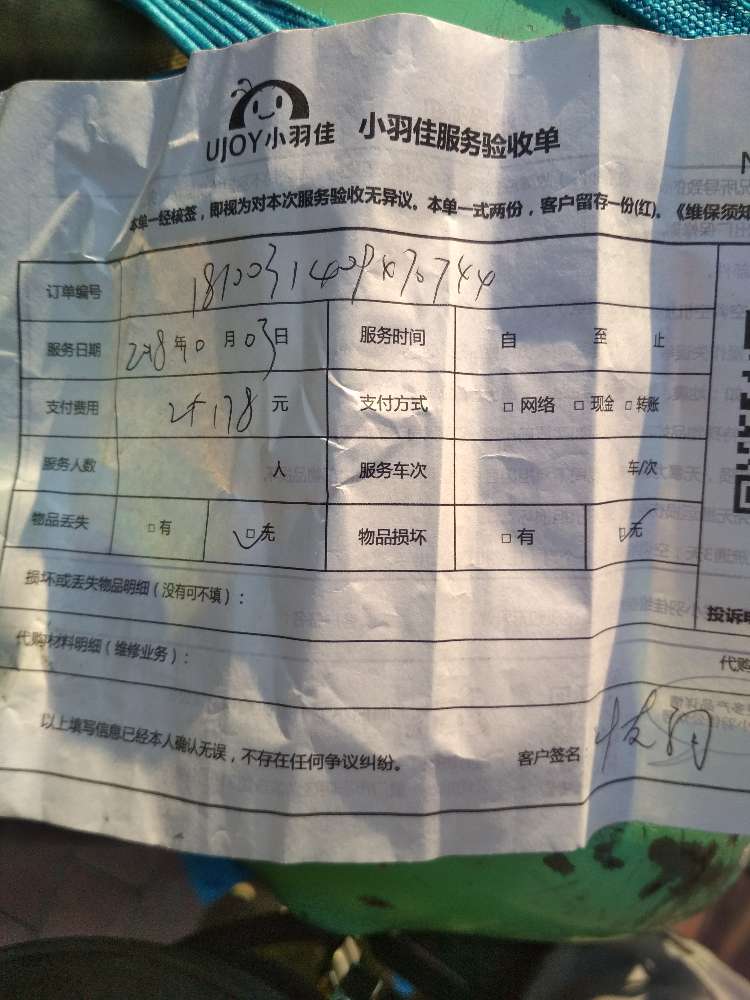 UJOY小羽佳 小羽佳服务验收单
本单一经核签，即视为对本次服务验收无异议。本单一式两份，客户留存一份(红)。《维保须知
订单编号
服务日期 年 0 月 03 日 服务时间 自 至 止
支付费用 元 支付方式 □ 网络 □ 现金 □ 转账
服务人数 人 服务车次 车/次
物品丢失 □ 有 ☑ 无 物品损坏 □ 有 ☑ 无
损坏或丢失物品明细（没有可不填）：
投诉
代购材料明细（维修业务）：
代购
以上填写信息已经本人确认无误，不存在任何争议纠纷。 客户签名：